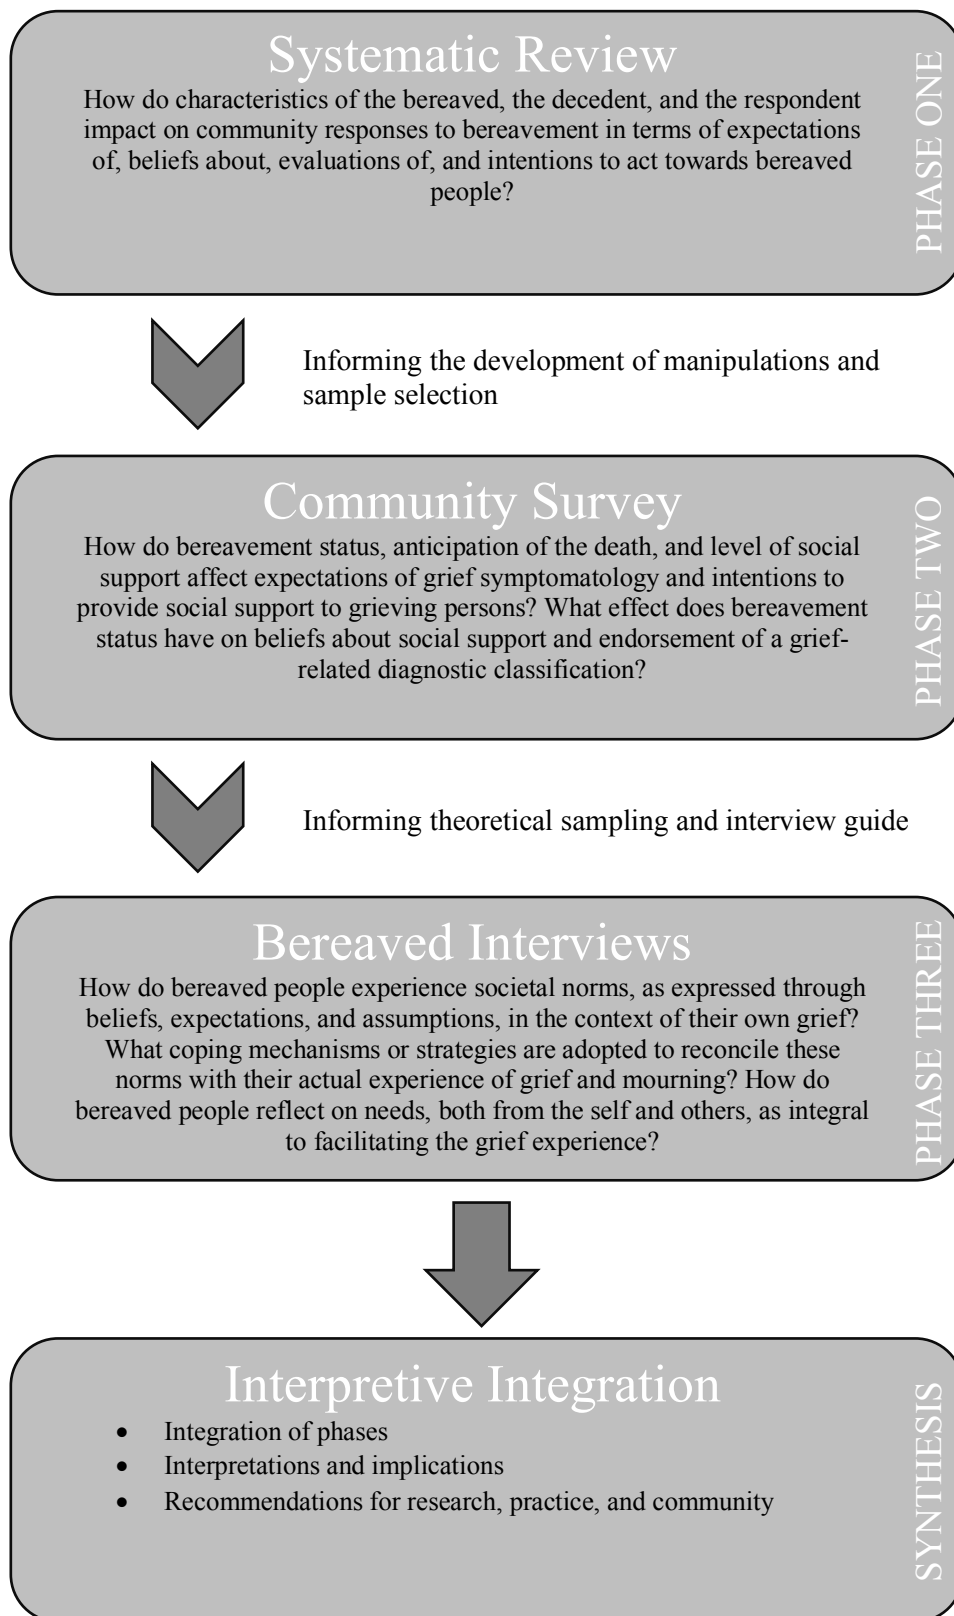 Systematic Review
How do characteristics of the bereaved, the decedent, and the respondent
impact on community responses to bereavement in terms of expectations
of, beliefs about, evaluations of, and intentions to act towards bereaved
people?
PHASE ONE
Informing the development of manipulations and
sample selection
Community Survey
How do bereavement status, anticipation of the death, and level of social
support affect expectations of grief symptomatology and intentions to
provide social support to grieving persons? What effect does bereavement
status have on beliefs about social support and endorsement of a grief-
related diagnostic classification?
PHASE TWO
Informing theoretical sampling and interview guide
Bereaved Interviews
How do bereaved people experience societal norms, as expressed through
beliefs, expectations, and assumptions, in the context of their own grief?
What coping mechanisms or strategies are adopted to reconcile these
norms with their actual experience of grief and mourning? How do
bereaved people reflect on needs, both from the self and others, as integral
to facilitating the grief experience?
PHASE THREE
Interpretive Integration
• Integration of phases
• Interpretations and implications
• Recommendations for research, practice, and community
SYNTHESIS